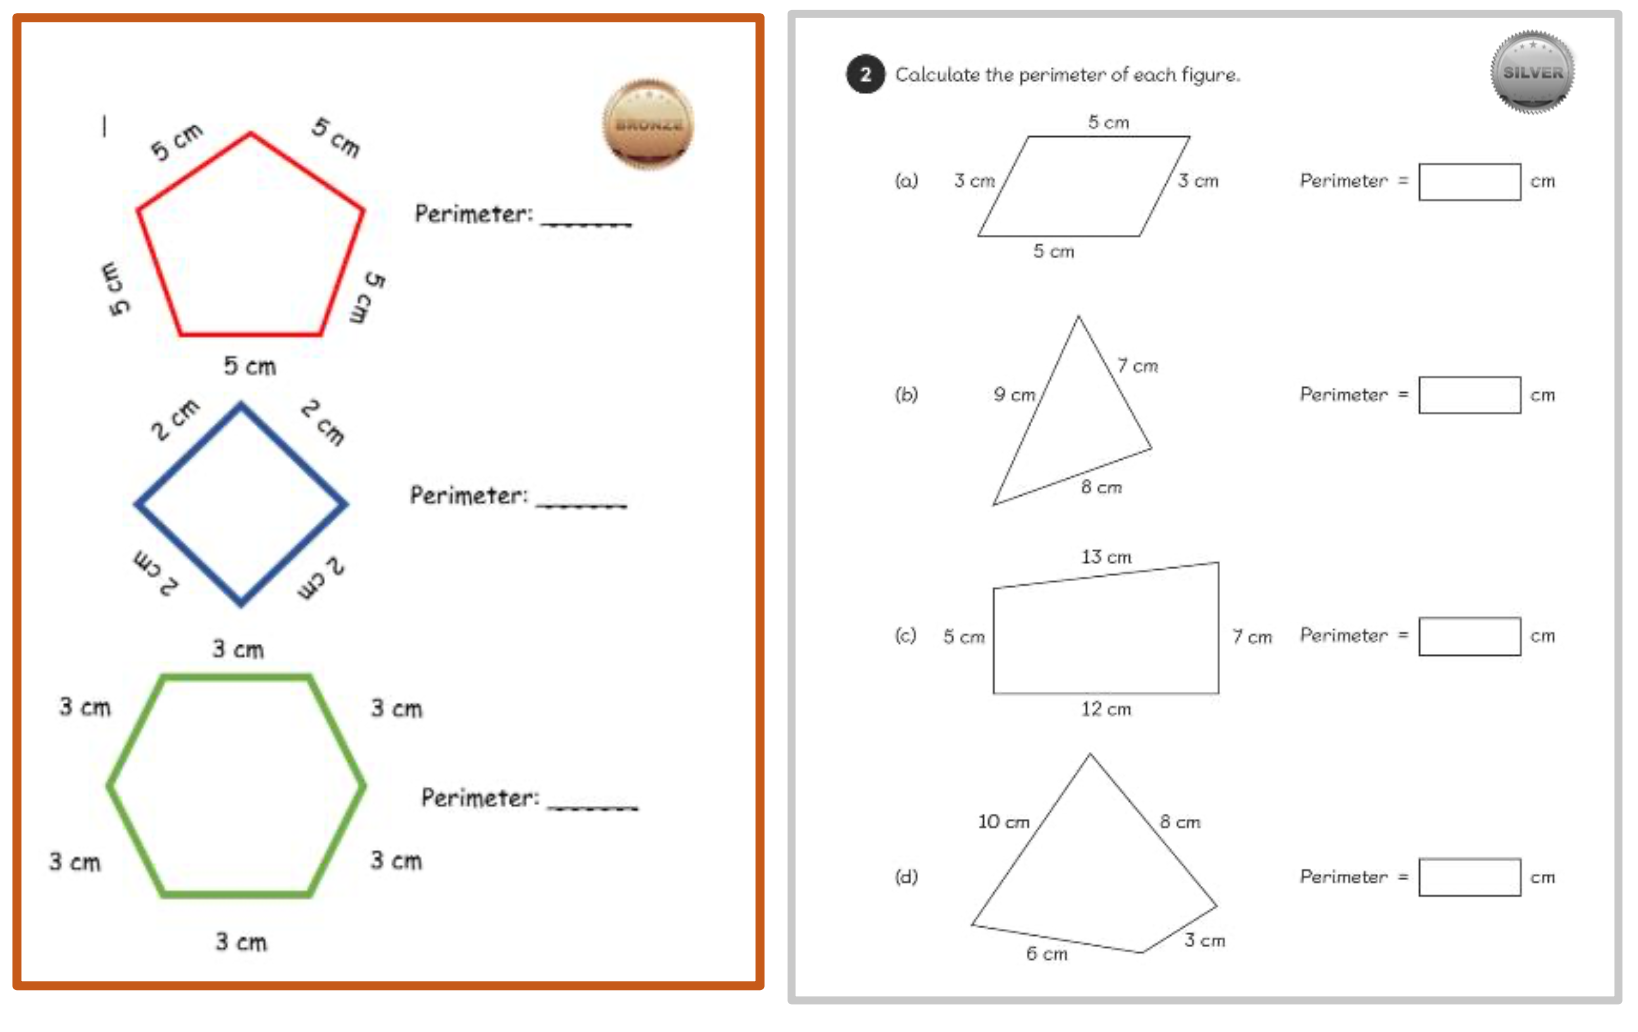 BRONZE
5 cm
5 cm
Perimeter: ______
5 cm
5 cm
5 cm
2 cm
2 cm
Perimeter: ______
2 cm
2 cm
3 cm
3 cm
3 cm
Perimeter: ______
3 cm
3 cm
3 cm
SILVER
2 Calculate the perimeter of each figure.
5 cm
(a) 3 cm 3 cm Perimeter = cm
5 cm
7 cm
(b) 9 cm Perimeter = cm
8 cm
13 cm
(c) 5 cm 7 cm Perimeter = cm
12 cm
10 cm 8 cm
(d) Perimeter = cm
3 cm
6 cm